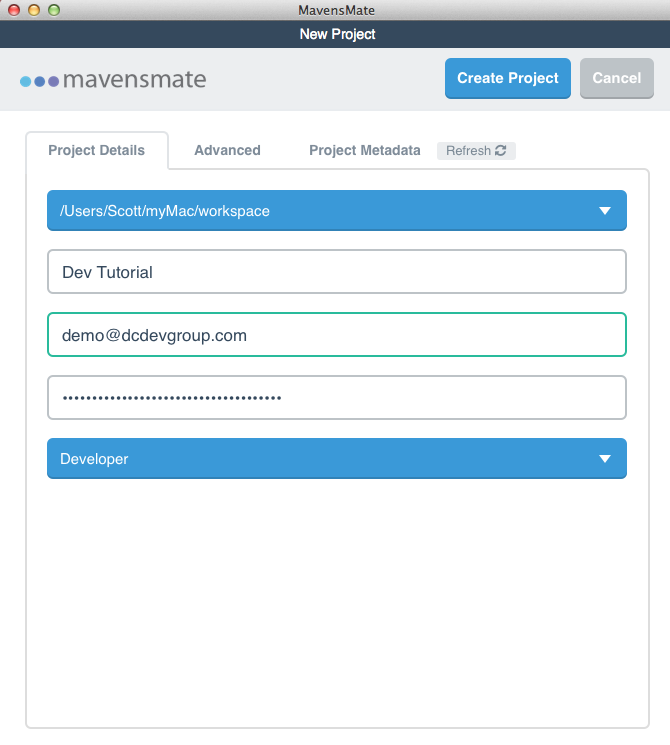 MavensMate
New Project
mavensmate
Create Project
Cancel
Project Details
Advanced
Project Metadata
Refresh
/Users/Scott/myMac/workspace
Dev Tutorial
demo@dcdevgroup.com
•••••••••••••••••••••••••••••••••••••
Developer